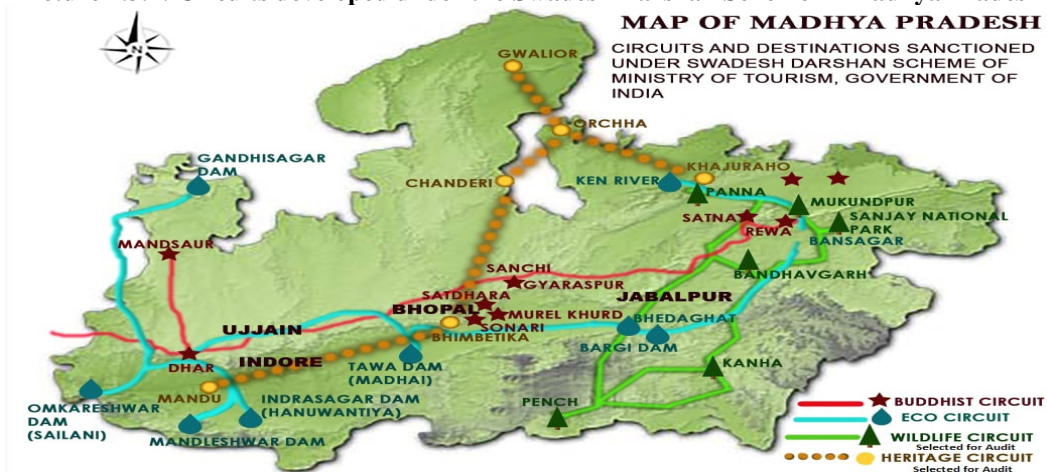 MAP OF MADHYA PRADESH
CIRCUITS AND DESTINATIONS SANCTIONED
UNDER SWADESH DARSHAN SCHEME OF
MINISTRY OF TOURISM, GOVERNMENT OF
INDIA
N
GWALIOR
ORCHHA
GANDHISAGAR
DAM
CHANDERI
KEN RIVER
KHAJURAHO
PANNA
MUKUNDPUR
SATNA
SANJAY NATIONAL
PARK
REWA
BANSAGAR
MANDSAUR
SANCHI
GYARASPUR
BANDHAVGARH
SATDHARA
JABALPUR
BHOPAL
MUREL KHURD
BHEDAGHAT
UJJAIN
SONARI
BHIMBETIKA
BARGI DAM
INDORE
DHAR
TAWA DAM
(MADHAI)
KANHA
MANDU
OMKARESHWAR
DAM
(SAILANI)
INDRASAGAR DAM
(HANUWANTIYA)
PENCH
MANDLESHWAR DAM
BUDDHIST CIRCUIT
ECO CIRCUIT
WILDLIFE CIRCUIT
Selected for Audit
HERITAGE CIRCUIT
Selected for Audit